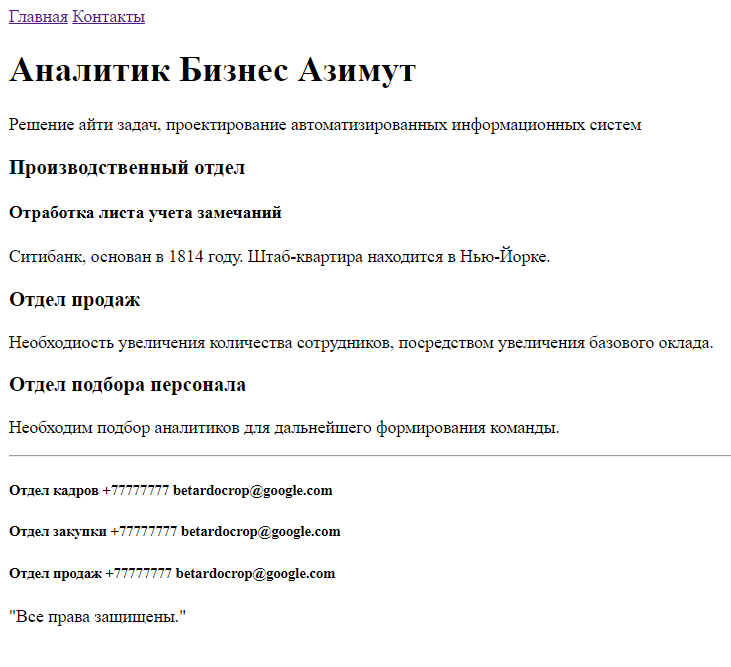 Главная Контакты
Аналитик Бизнес Азимут
Решение айти задач, проектирование автоматизированных информационных систем
Производственный отдел
Отработка листа учета замечаний
Ситибанк, основан в 1814 году. Штаб-квартира находится в Нью-Йорке.
Отдел продаж
Необходиость увеличения количества сотрудников, посредством увеличения базового оклада.
Отдел подбора персонала
Необходим подбор аналитиков для дальнейшего формирования команды.
Отдел кадров +77777777 betardocrop@google.com
Отдел закупки +77777777 betardocrop@google.com
Отдел продаж +77777777 betardocrop@google.com
"Все права защищены."